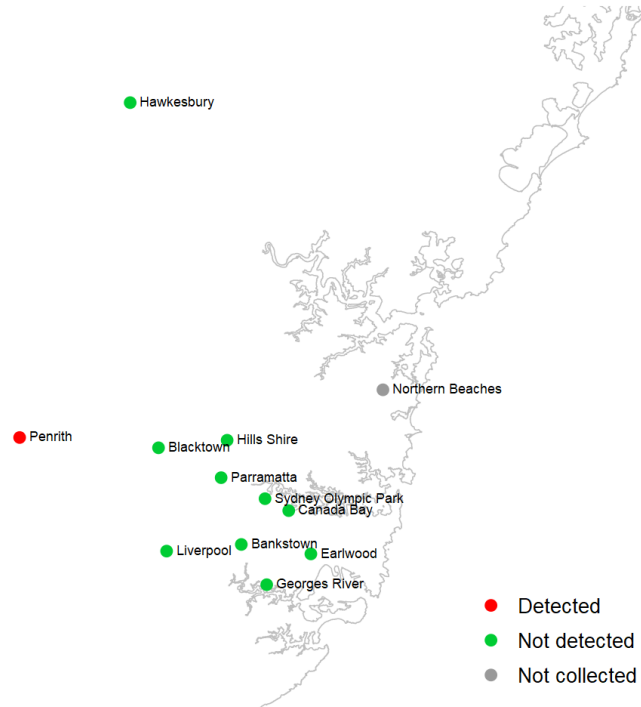 Hawkesbury
Northern Beaches
Penrith
Hills Shire
Blacktown
Parramatta
Sydney Olympic Park
Canada Bay
Bankstown
Liverpool
Earlwood
Georges River
Detected
Not detected
Not collected